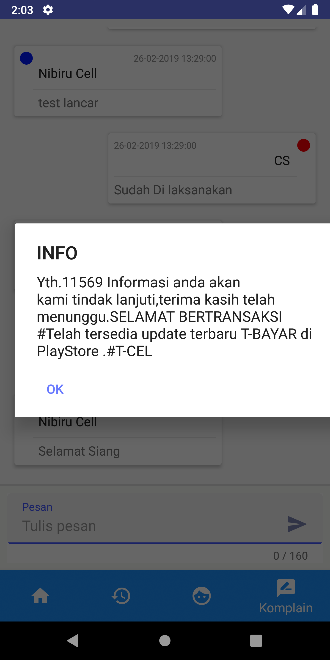 2:03
26-02-2019 13:29:00
Nibiru Cell
test lancar
26-02-2019 13:29:00
CS
Sudah Di laksanakan
INFO
Yth.11569 Informasi anda akan
kami tindak lanjuti,terima kasih telah
menunggu.SELAMAT BERTRANSAKSI
#Telah tersedia update terbaru T-BAYAR di
PlayStore .#T-CEL
OK
Nibiru Cell
Selamat Siang
Pesan
Tulis pesan
0 / 160
Komplain